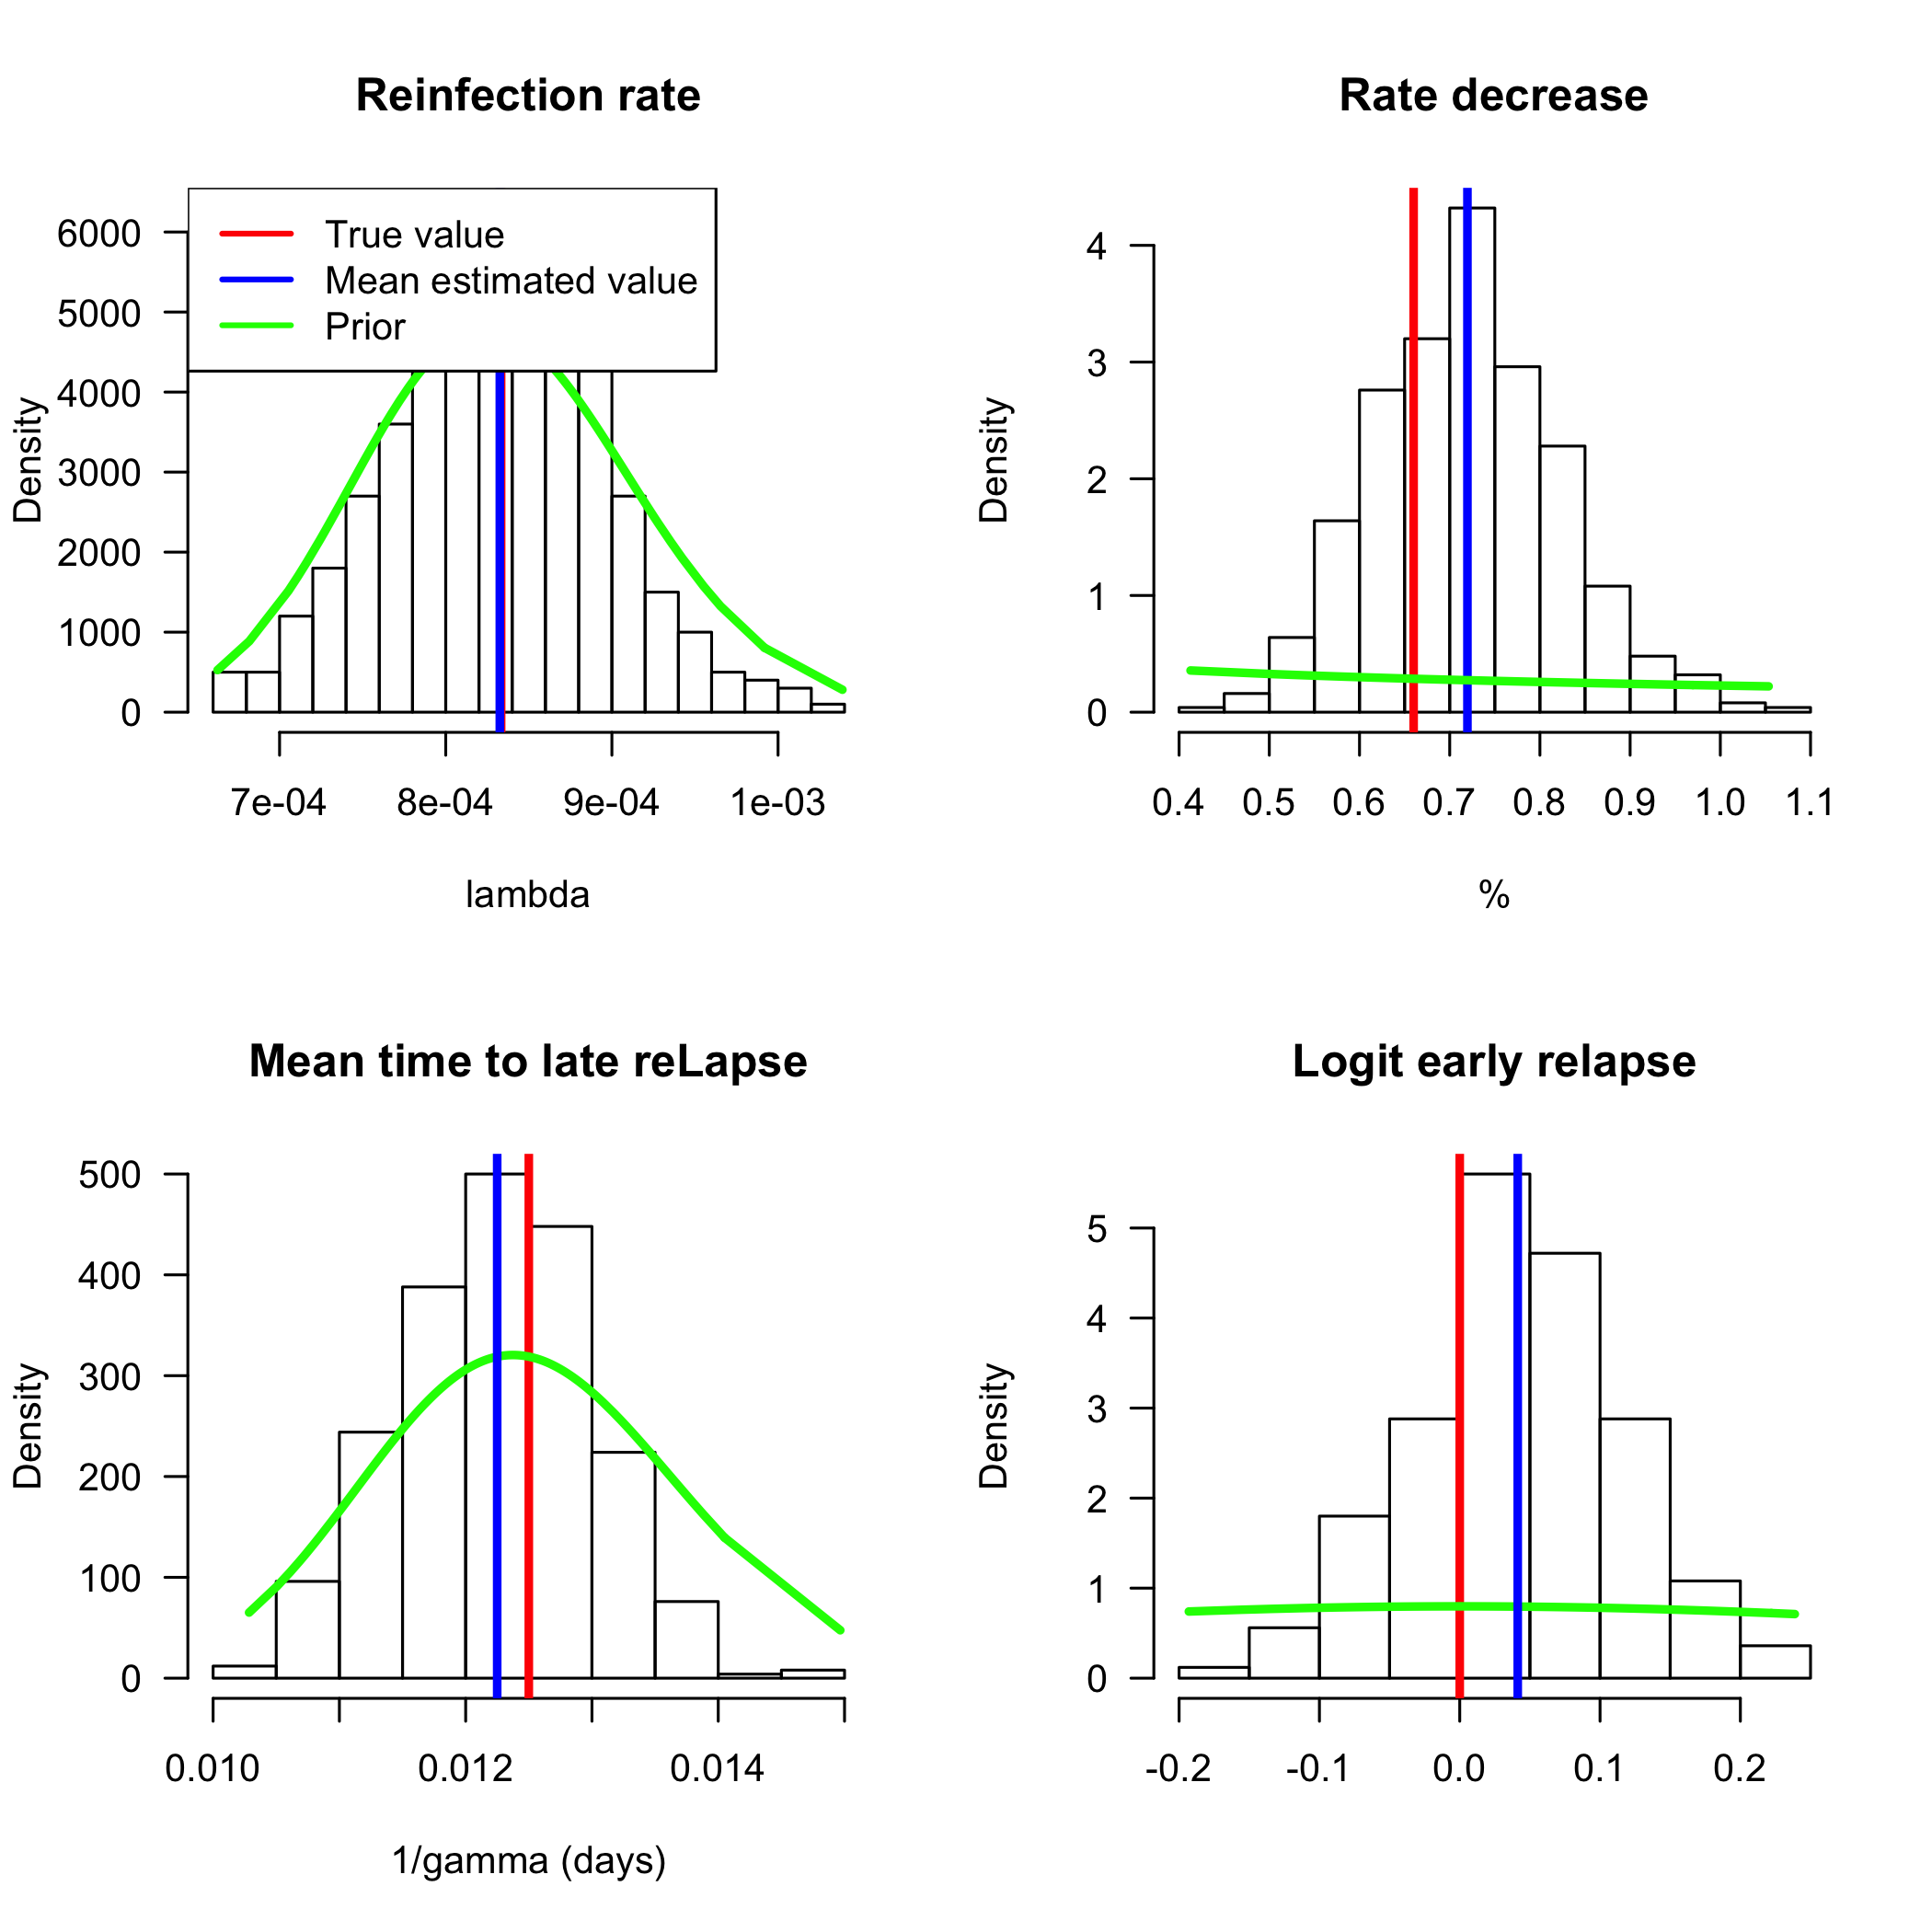 Reinfection rate
True value
Mean estimated value
Prior
6000
5000
4000
3000
2000
1000
0
Density
7e-04 8e-04 9e-04 1e-03
lambda
Rate decrease
4
3
2
1
0
Density
0.4 0.5 0.6 0.7 0.8 0.9 1.0 1.1
%
Mean time to late reLapse
500
400
300
200
100
0
Density
0.010 0.012 0.014
1/gamma (days)
Logit early relapse
5
4
3
2
1
0
Density
-0.2 -0.1 0.0 0.1 0.2